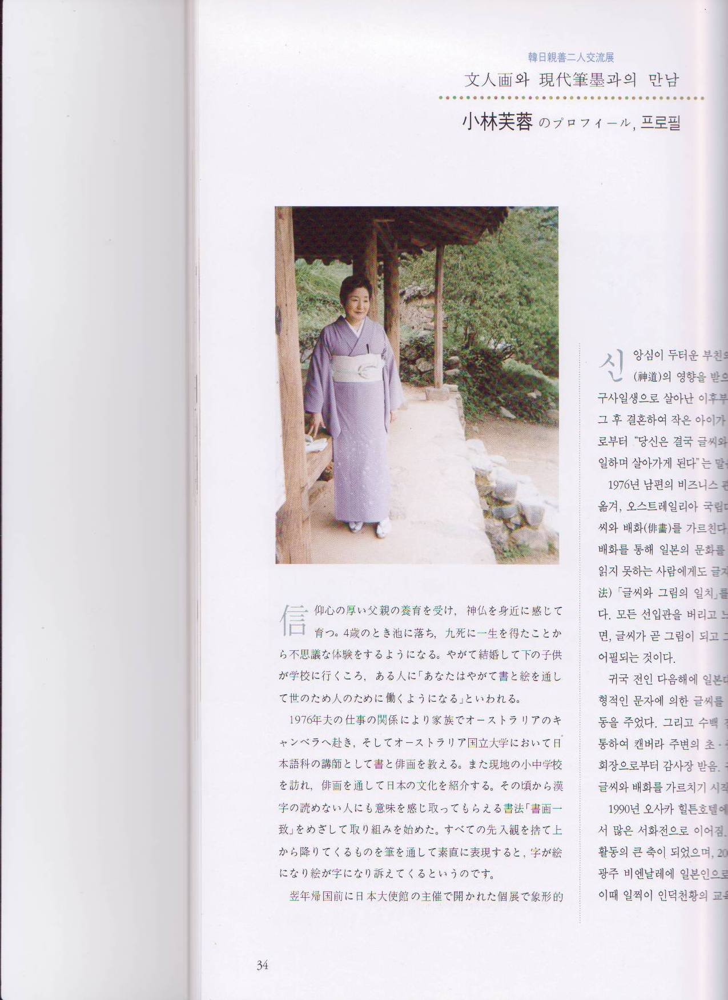 韓日親善二人交流展
文人画와 現代筆墨과의 만남
小林芙蓉 のプロフィール, 프로필
信仰心の厚い父親の養育を受け, 神仏を身近に感じて
育つ。4歳のとき池に落ち, 九死に一生を得たことか
ら不思議な体験をするようになる。やがて結婚して下の子供
が学校に行くころ, ある人に「あなたはやがて書と絵を通し
て世のため人のために働くようになる」といわれる。
1976年夫の仕事の関係により家族でオーストラリアのキ
ャンベラへ赴き, そしてオーストラリア国立大学において日
本語科の講師として書と俳画を教える。また現地の小中学校
を訪れ, 俳画を通して日本の文化を紹介する。その頃から漢
字の読めない人にも意味を感じ取ってもらえる書法「書画一
致」をめざして取り組みを始めた。すべての先入観を捨て上
から降りてくるものを筆を通して素直に表現すると, 字が絵
になり絵が字になり訴えてくるというのです。
翌年帰国前に日本大使館の主催で開かれた個展で象形的
신앙심이 두터운 부친의
(神道)의 영향을 받으
구사일생으로 살아난 이후부
그 후 결혼하여 작은 아이가
로부터 “당신은 결국 글씨와
일하며 살아가게 된다”는 말
1976년 남편의 비즈니스
옮겨, 오스트레일리아 국립대
씨와 배화(俳畵)를 가르친다.
배화를 통해 일본의 문화를
읽지 못하는 사람에게도 글자
法)「글씨와 그림의 일치」를
다. 모든 선입관을 버리고 느
면, 글씨가 곧 그림이 되고 그
어필되는 것이다.
귀국 전인 다음해에 일본대
형적인 문자에 의한 글씨를
동을 주었다. 그리고 수백
통하여 캔버라 주변의 초·
회장으로부터 감사장 받음.
글씨와 배화를 가르치기 시작
1990년 오사카 힐튼호텔에
서 많은 서화전으로 이어짐.
활동의 큰 축이 되었으며, 20
광주 비엔날레에 일본인으로
이때 일찍이 인덕천황의 교육
34